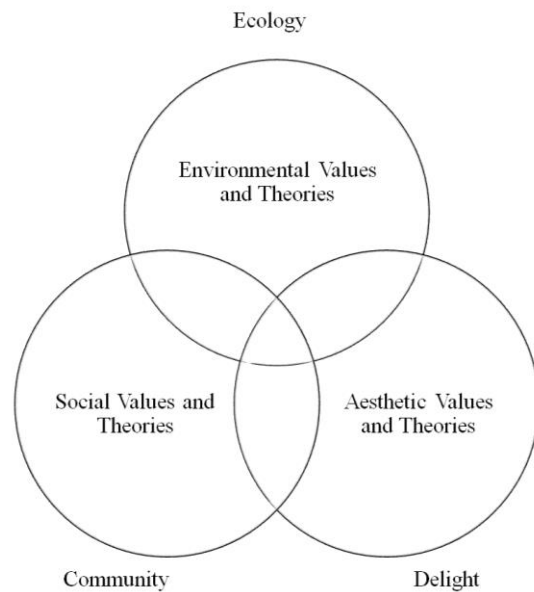 Ecology
Environmental Values
and Theories
Social Values and
Theories
Aesthetic Values
and Theories
Community
Delight